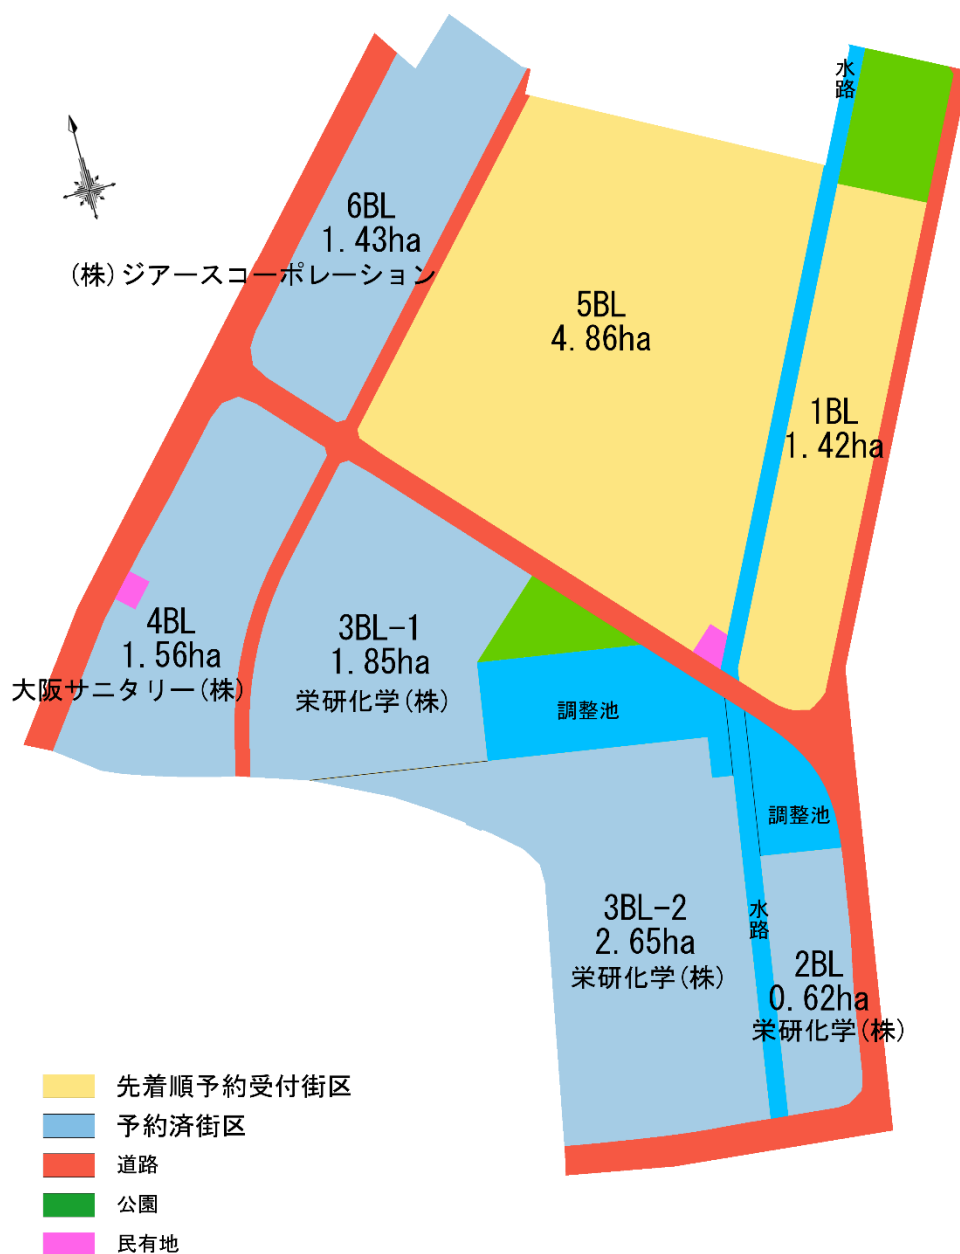 水路
6BL
1.43ha
(株)ジアースコーポレーション
5BL
4.86ha
1BL
1.42ha
4BL
1.56ha
大阪サニタリー(株)
3BL-1
1.85ha
栄研化学(株)
調整池
調整池
3BL-2
2.65ha
栄研化学(株)
水路
2BL
0.62ha
栄研化学(株)
先着順予約受付街区
予約済街区
道路
公園
民有地